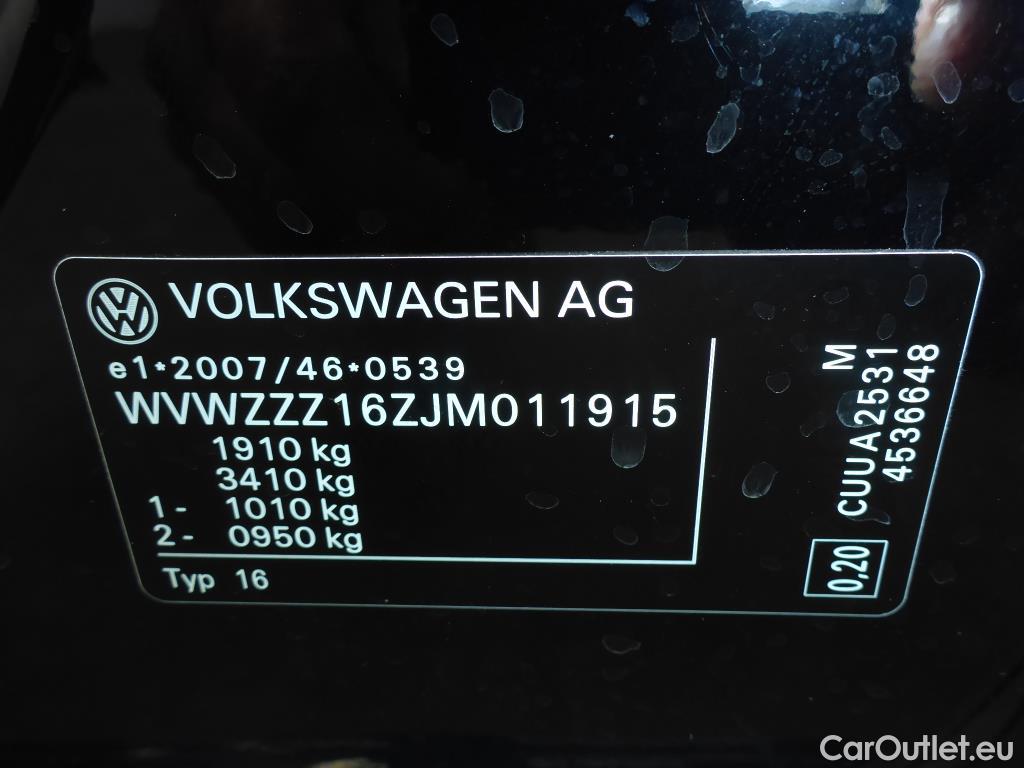 VOLKSWAGEN AG
e1*2007/46*0539
WVWZZZ16ZJM011915
1910 kg
3410 kg
1- 1010 kg
2- 0950 kg
Typ 16
M
CUUA2531
4536648
0,20
CarOutlet.eu